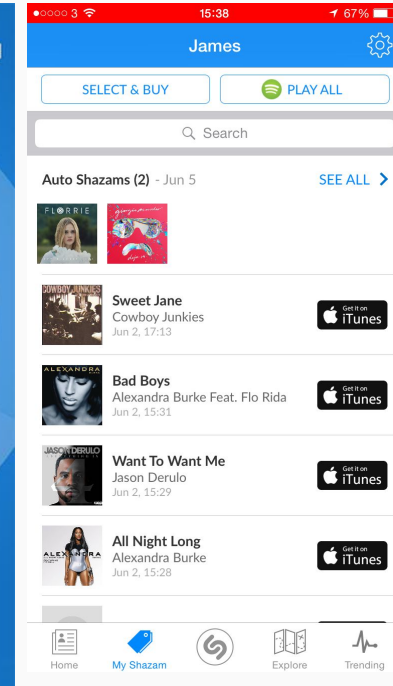 3 15:38 67%
James
SELECT & BUY PLAY ALL
Search
Auto Shazams (2) - Jun 5 SEE ALL
FLORRIE
giorgio moroder
déjà vu
COWBOY JUNKIES
Sweet Jane
Cowboy Junkies
Jun 2, 17:13
Get it on
iTunes
ALEXANDRA
Bad Boys
Alexandra Burke Feat. Flo Rida
Jun 2, 15:31
Get it on
iTunes
JASON DERULO
Want To Want Me
Jason Derulo
Jun 2, 15:29
Get it on
iTunes
ALEXANDRA
All Night Long
Alexandra Burke
Jun 2, 15:28
Get it on
iTunes
Home My Shazam Explore Trending